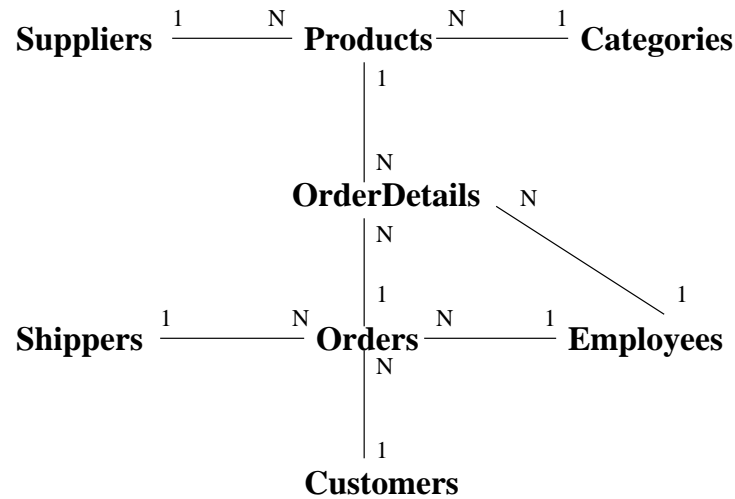 1 N N 1
Suppliers Products Categories
1
N
OrderDetails N
N
1 1
1 N N 1
Shippers Orders Employees
N
1
Customers